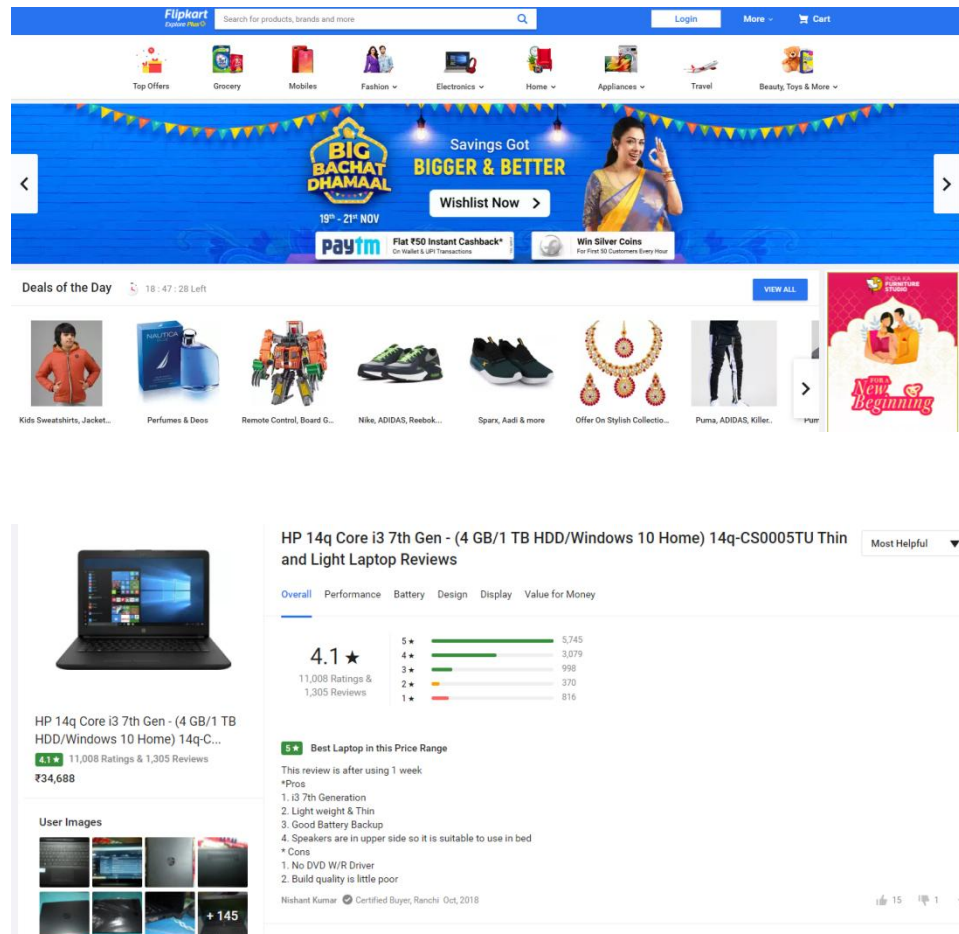 Flipkart
Explore Plus
Search for products, brands and more
Login
More
Cart
Top Offers
Grocery
Mobiles
Fashion
Electronics
Home
Appliances
Travel
Beauty, Toys & More
BIG
BACHAT
DHAMAAL
19th - 21st NOV
Savings Got
BIGGER & BETTER
Wishlist Now
Paytm
Flat ₹50 Instant Cashback*
On Wallet & UPI Transactions
Win Silver Coins
For First 50 Customers Every Hour
Deals of the Day
18 : 47 : 28 Left
VIEW ALL
INDIA KA
FURNITURE
STUDIO
FOR A
New
Beginning
NAUTICA
Kids Sweatshirts, Jacket...
Perfumes & Deos
Remote Control, Board G...
Nike, ADIDAS, Reebok...
Sparx, Aadi & more
Offer On Stylish Collectio...
Puma, ADIDAS, Killer..
Pum
HP 14q Core i3 7th Gen - (4 GB/1 TB HDD/Windows 10 Home) 14q-CS0005TU Thin
and Light Laptop Reviews
Most Helpful
Overall
Performance
Battery
Design
Display
Value for Money
4.1★
11,008 Ratings &
1,305 Reviews
5★ 5,745
4★ 3,079
3★ 998
2★ 370
1★ 816
HP 14q Core i3 7th Gen - (4 GB/1 TB
HDD/Windows 10 Home) 14q-C...
4.1★ 11,008 Ratings & 1,305 Reviews
₹34,688
User Images
+ 145
5★ Best Laptop in this Price Range
This review is after using 1 week
*Pros
1. i3 7th Generation
2. Light weight & Thin
3. Good Battery Backup
4. Speakers are in upper side so it is suitable to use in bed
* Cons
1. No DVD W/R Driver
2. Build quality is little poor
Nishant Kumar Certified Buyer, Ranchi Oct, 2018
15 1